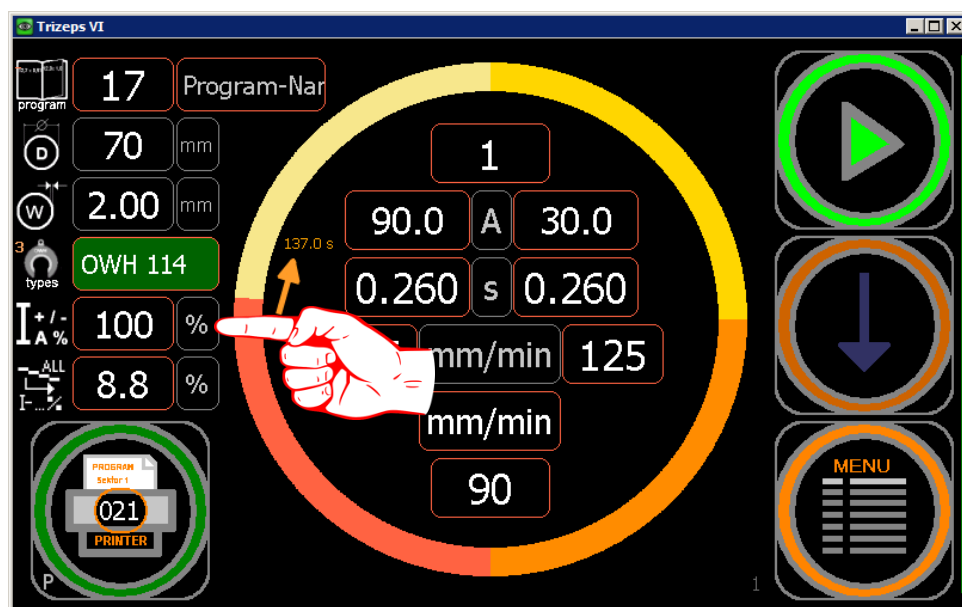 Trizeps VI
program
17
Program-Nar
D
70
mm
W
2.00
mm
3
types
OWH 114
I + / -
A %
100
%
ALL
I-...%
8.8
%
PROGRAM
Sektor 1
021
PRINTER
P
137.0 s
1
90.0 A 30.0
0.260 s 0.260
mm/min 125
mm/min
90
MENU
1